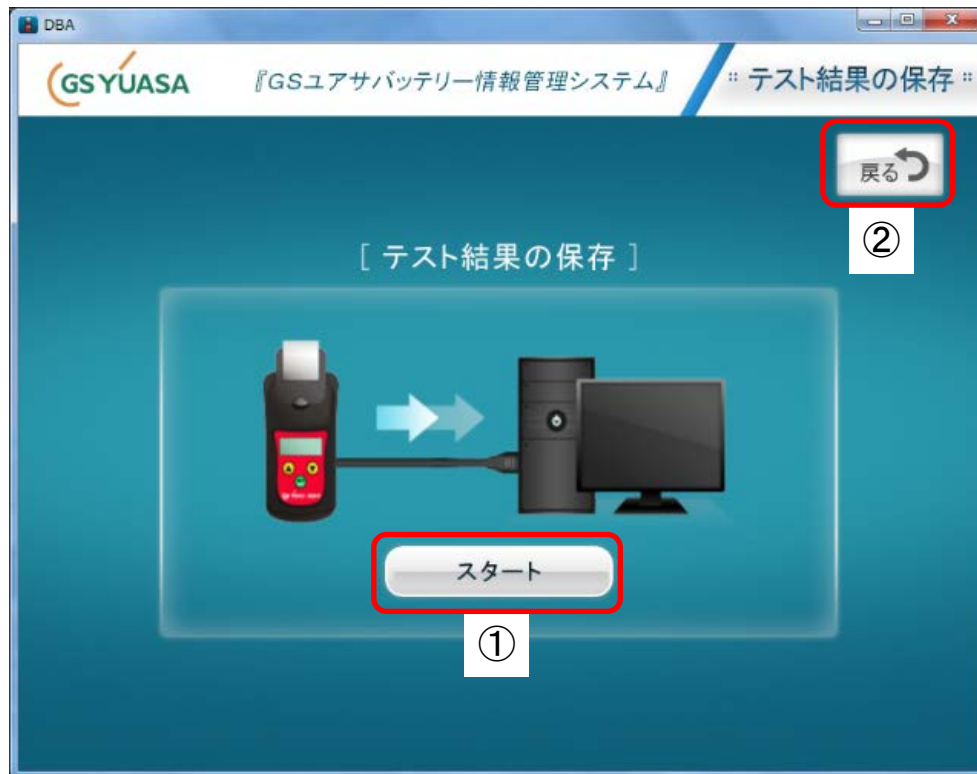 DBA
GS YUASA
『GSユアサバッテリー情報管理システム』
:: テスト結果の保存 ::
戻る
②
[ テスト結果の保存 ]
スタート
①